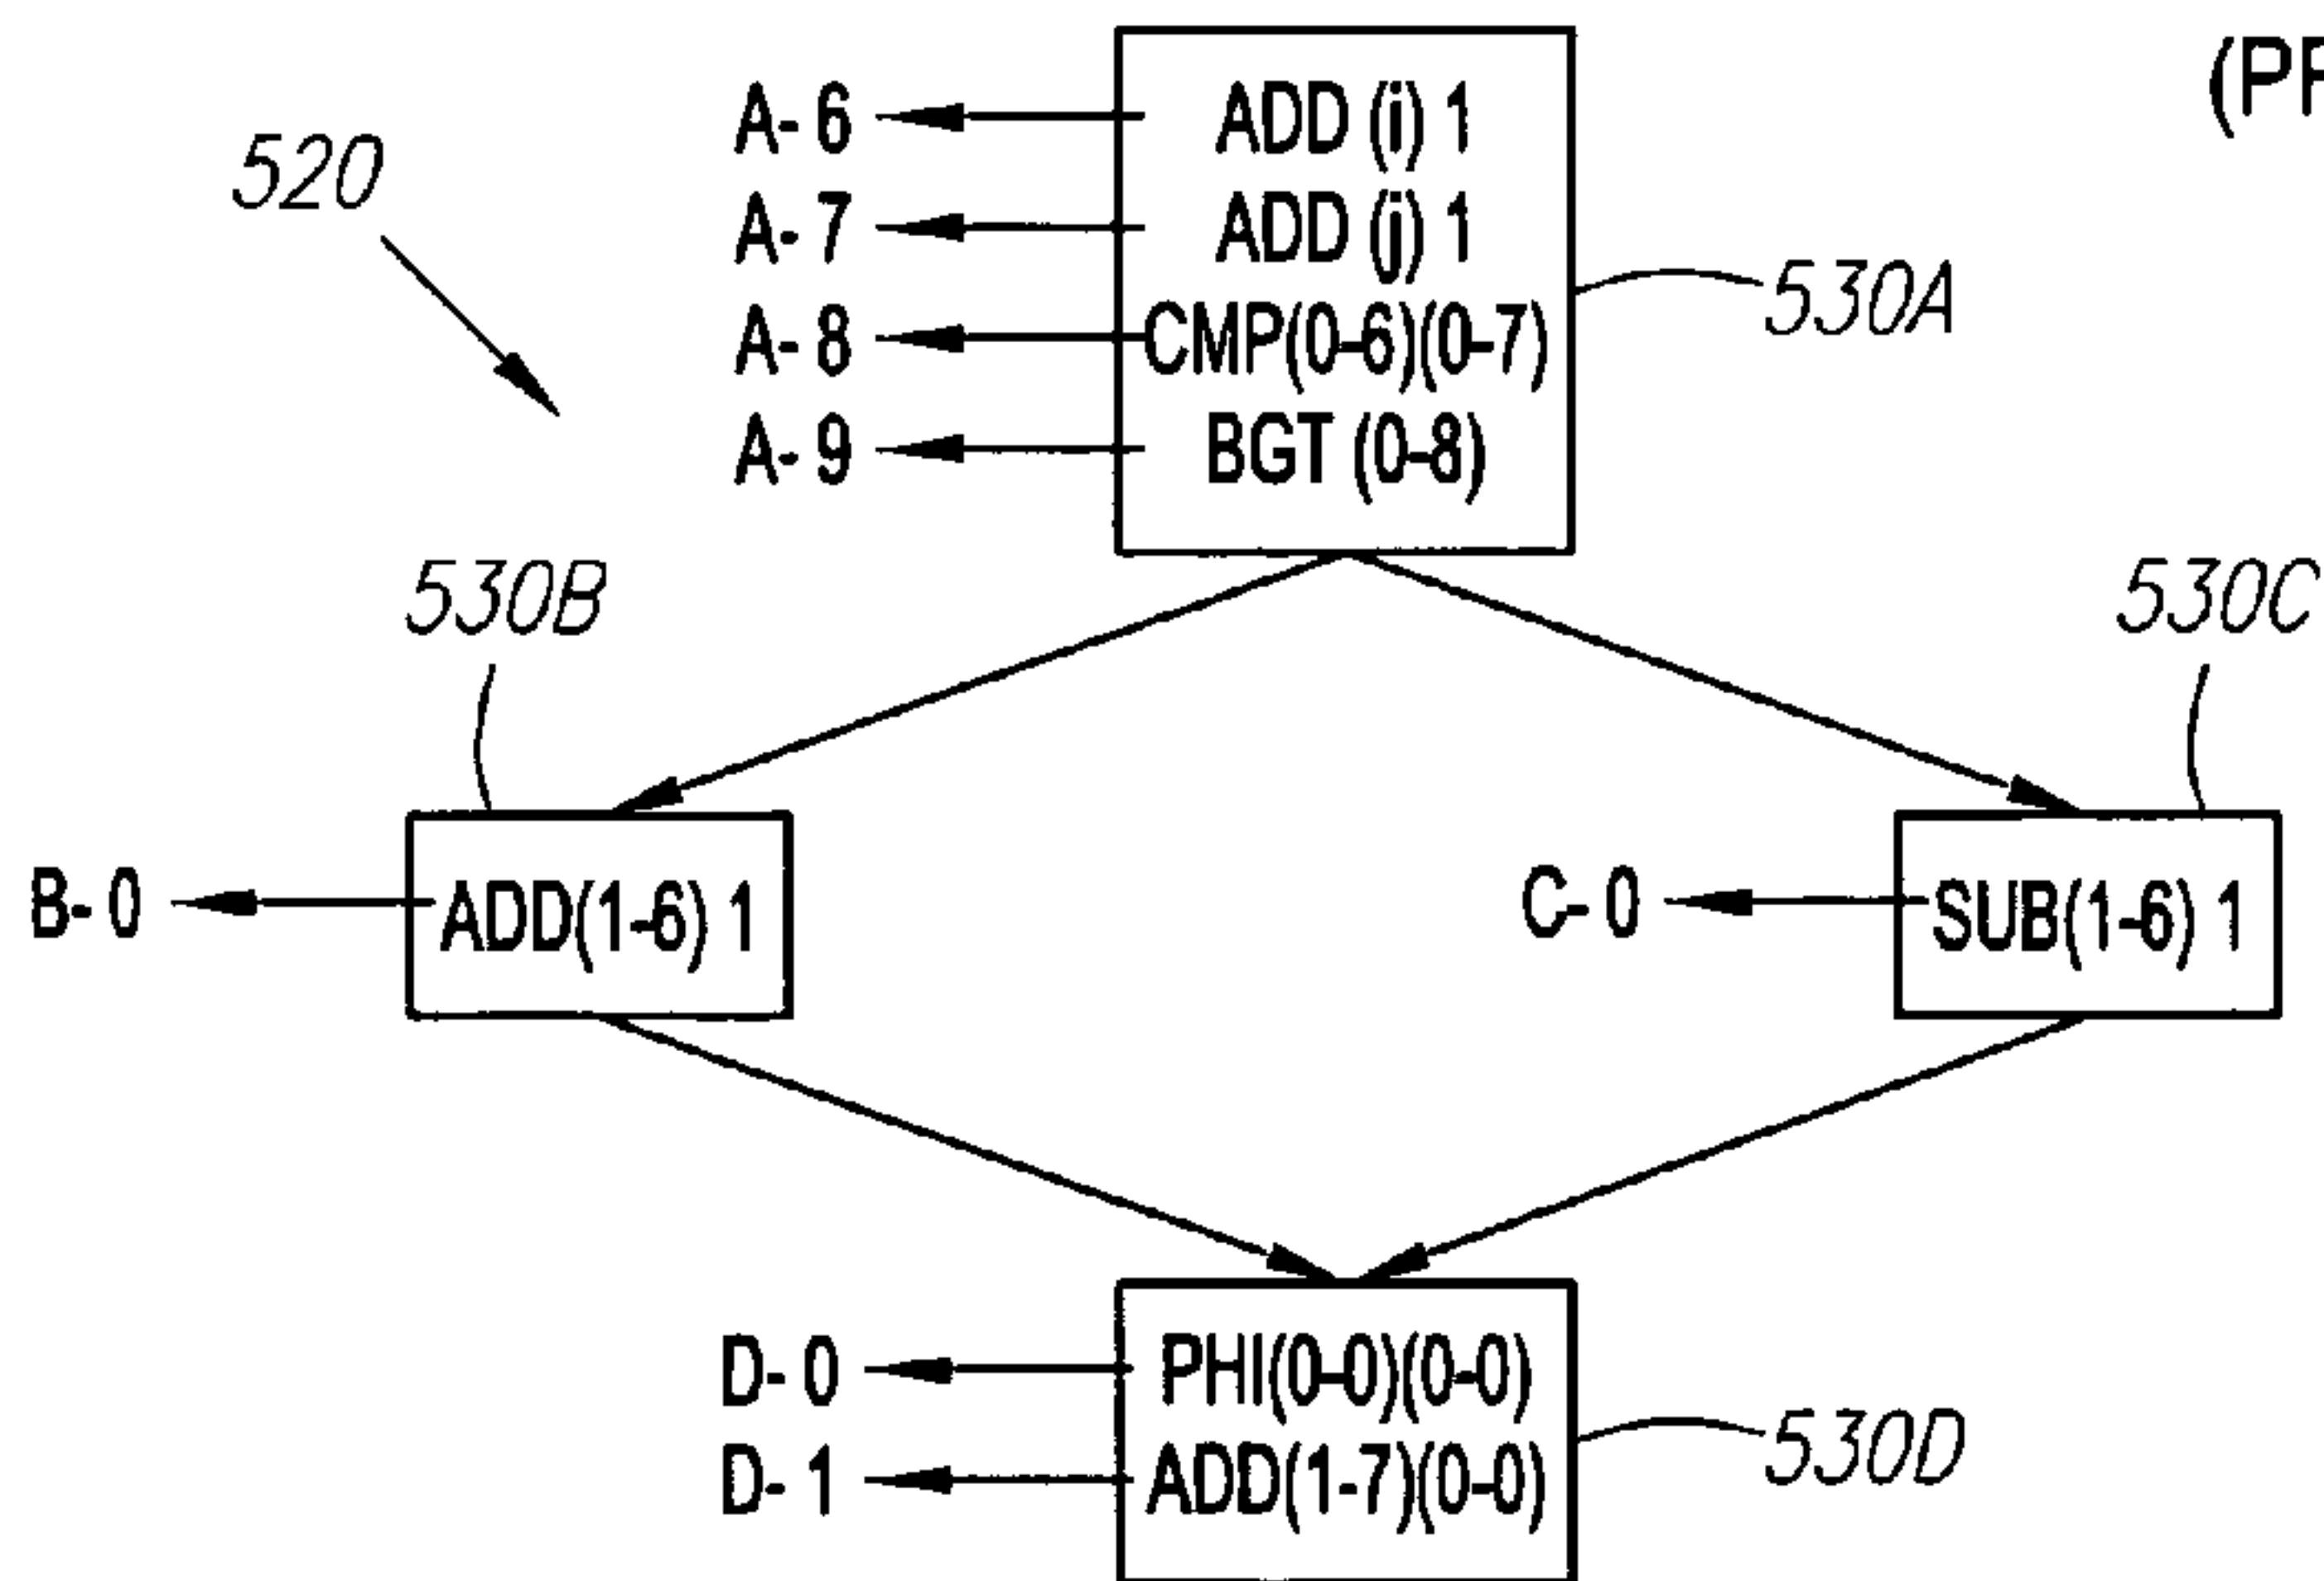 (PR
520
A- 6 ADD (i) 1
A- 7 ADD (j) 1
A- 8 CMP(0-6)(0-7)
A- 9 BGT (0-8)
530A
530B
530C
B- 0 ADD(1-6) 1
C- 0 SUB(1-6) 1
D- 0 PHI(0-0)(0-0)
D- 1 ADD(1-7)(0-0)
530D